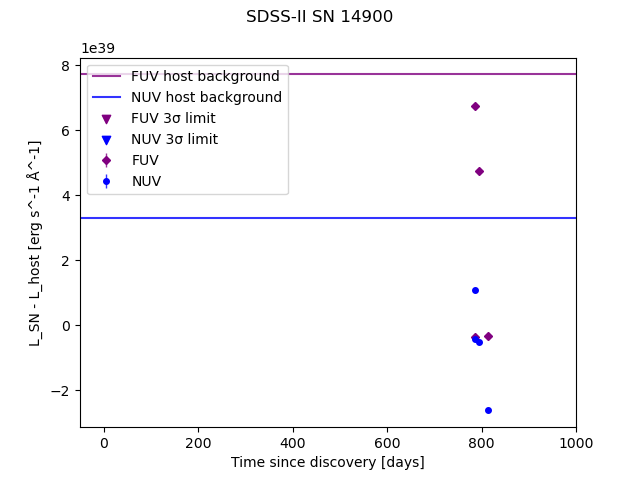 SDSS-II SN 14900
1e39
8
6
4
2
0
−2
L_SN - L_host [erg s^-1 Å^-1]
FUV host background
NUV host background
FUV 3σ limit
NUV 3σ limit
FUV
NUV
0 200 400 600 800 1000
Time since discovery [days]